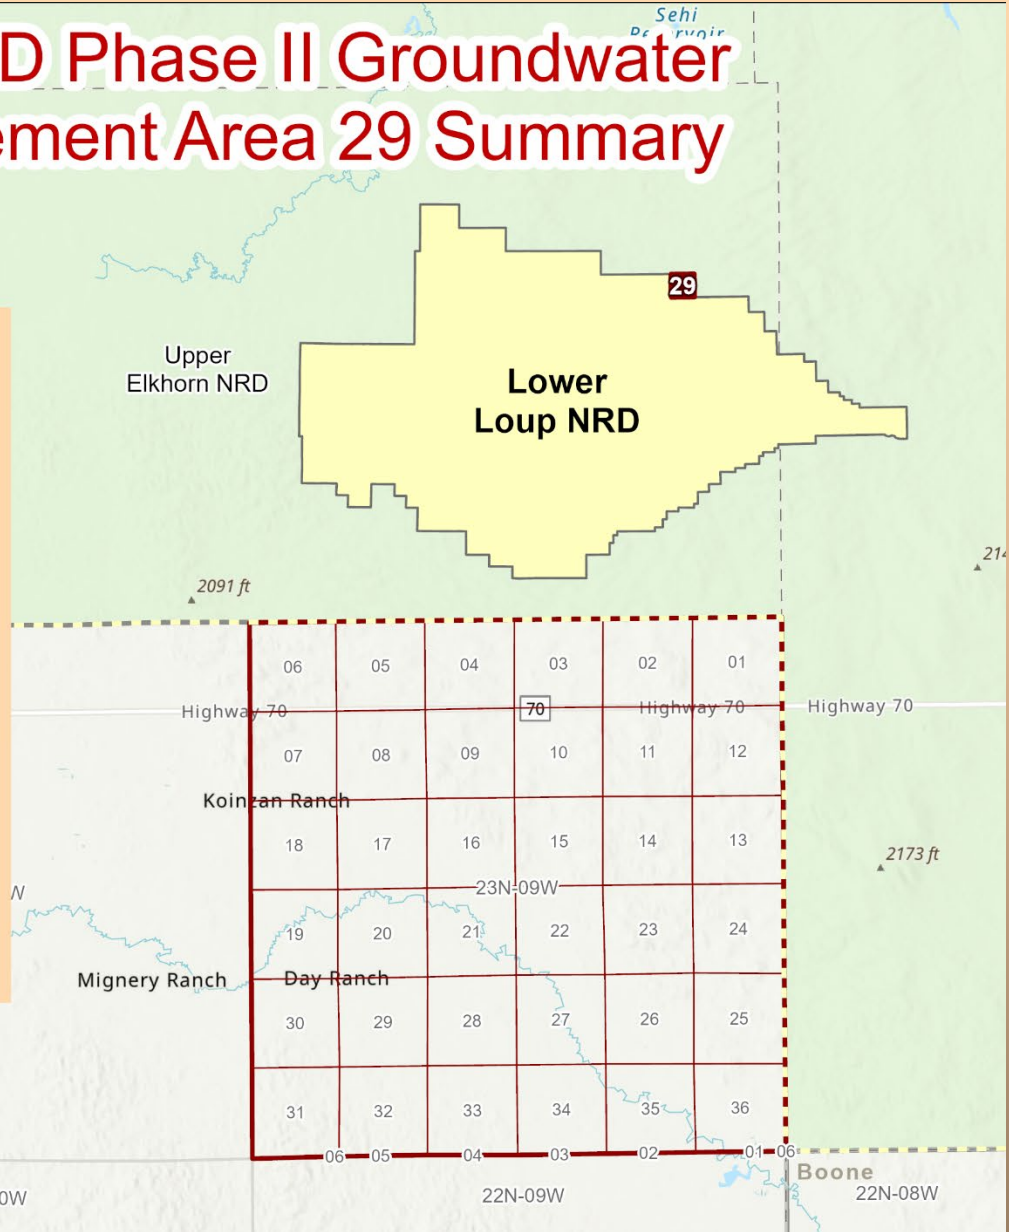 Sehi
Reservoir
D Phase II Groundwater
ement Area 29 Summary
29
Upper
Elkhorn NRD
Lower
Loup NRD
2091 ft
214
06 05 04 03 02 01
Highway 70
70
Highway 70
Highway 70
07 08 09 10 11 12
Koinzan Ranch
18 17 16 15 14 13
2173 ft
23N-09W
W
19 20 21 22 23 24
Mignery Ranch
Day Ranch
30 29 28 27 26 25
31 32 33 34 35 36
06 05 04 03 02 01 06
Boone
0W
22N-09W
22N-08W